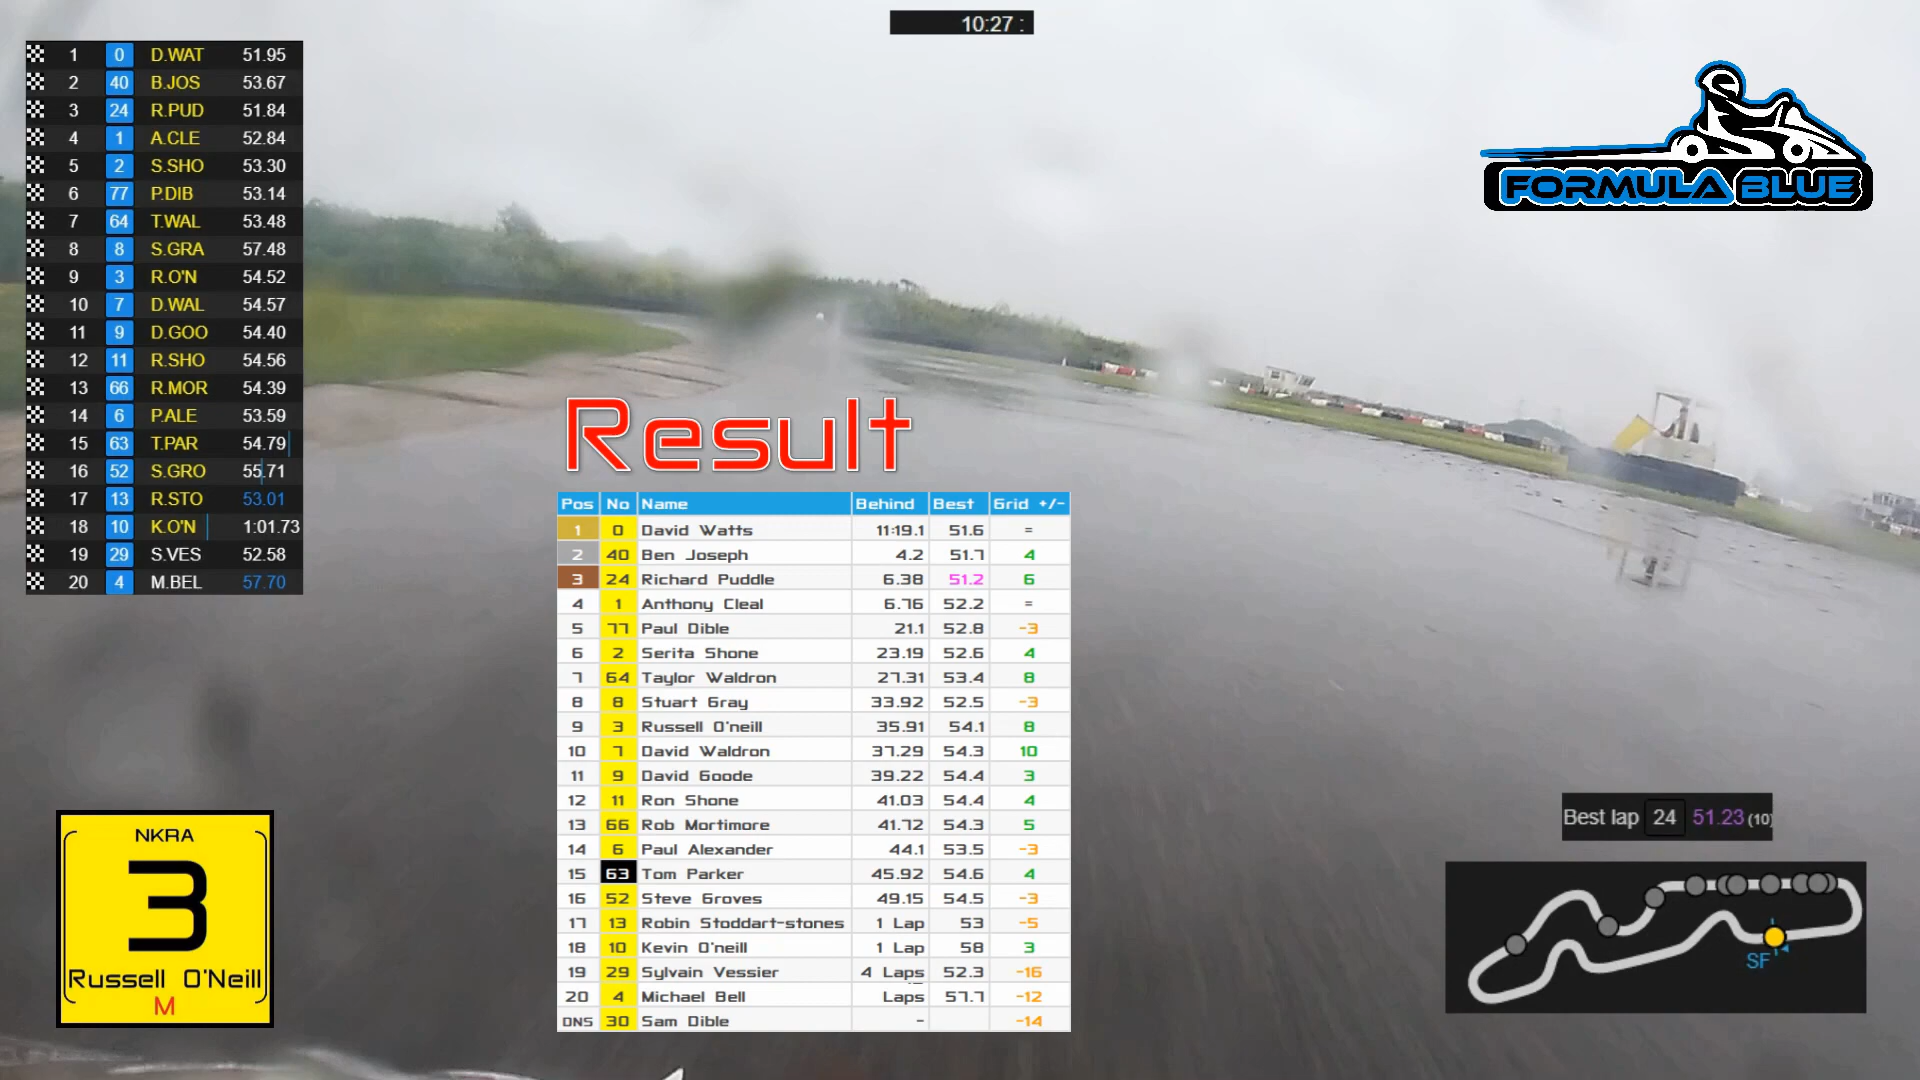 10:27 :
1 0 D.WAT 51.95
2 40 B.JOS 53.67
3 24 R.PUD 51.84
4 1 A.CLE 52.84
5 2 S.SHO 53.30
6 77 P.DIB 53.14
7 64 T.WAL 53.48
8 8 S.GRA 57.48
9 3 R.O'N 54.52
10 7 D.WAL 54.57
11 9 D.GOO 54.40
12 11 R.SHO 54.56
13 66 R.MOR 54.39
14 6 P.ALE 53.59
15 63 T.PAR 54.79
16 52 S.GRO 55.71
17 13 R.STO 53.01
18 10 K.O'N 1:01.73
19 29 S.VES 52.58
20 4 M.BEL 57.70
FORMULA BLUE
Result
Pos No Name Behind Best Grid +/-
1 0 David Watts 11:19.1 51.6 =
2 40 Ben Joseph 4.2 51.7 4
3 24 Richard Puddle 6.38 51.2 6
4 1 Anthony Cleal 6.76 52.2 =
5 77 Paul Dible 21.1 52.8 -3
6 2 Serita Shone 23.19 52.6 4
7 64 Taylor Waldron 27.31 53.4 8
8 8 Stuart Gray 33.92 52.5 -3
9 3 Russell O'neill 35.91 54.1 8
10 7 David Waldron 37.29 54.3 10
11 9 David Goode 39.22 54.4 3
12 11 Ron Shone 41.03 54.4 4
13 66 Rob Mortimore 41.72 54.3 5
14 6 Paul Alexander 44.1 53.5 -3
15 63 Tom Parker 45.92 54.6 4
16 52 Steve Groves 49.15 54.5 -3
17 13 Robin Stoddart-stones 1 Lap 53 -5
18 10 Kevin O'neill 1 Lap 58 3
19 29 Sylvain Vessier 4 Laps 52.3 -16
20 4 Michael Bell Laps 57.7 -12
DNS 30 Sam Dible - -14
NKRA
3
Russell O'Neill
M
Best lap 24 51.23 (10)
SF